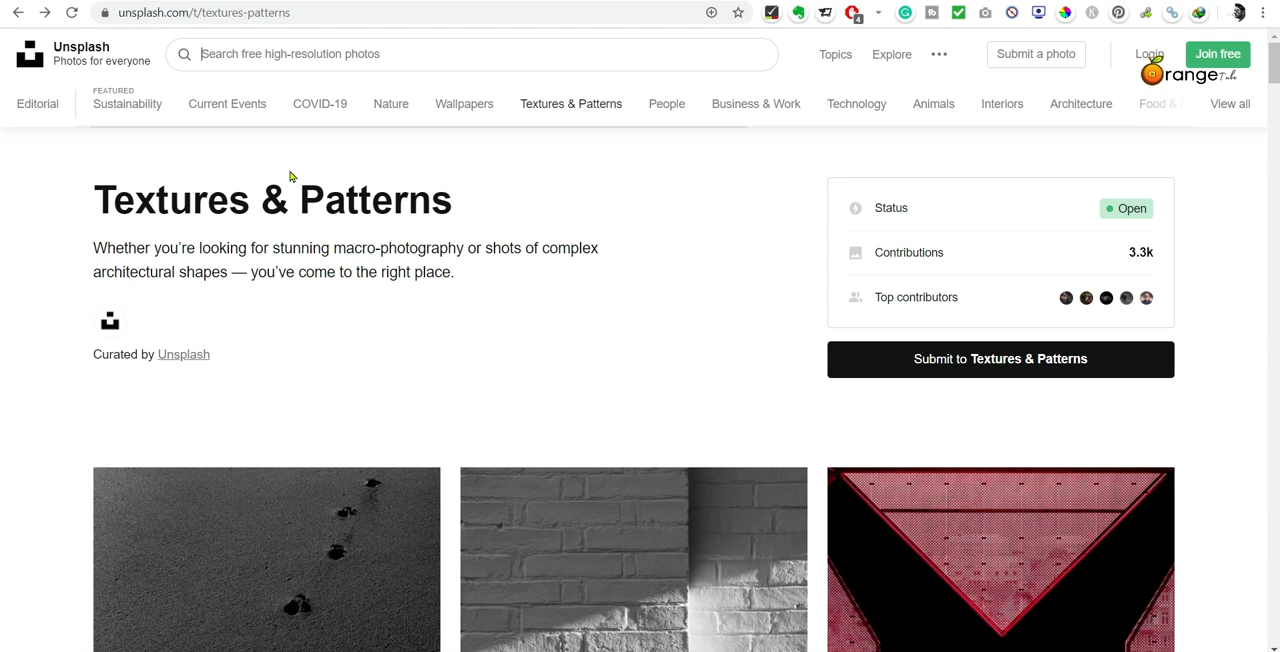 unsplash.com/t/textures-patterns
4
Unsplash
Photos for everyone
Search free high-resolution photos
Topics
Explore
Submit a photo
Login
Join free
range Tube
Editorial
FEATURED
Sustainability
Current Events
COVID-19
Nature
Wallpapers
Textures & Patterns
People
Business & Work
Technology
Animals
Interiors
Architecture
Food &
View all
Textures & Patterns
Whether you're looking for stunning macro-photography or shots of complex
architectural shapes — you've come to the right place.
Curated by Unsplash
Status
Open
Contributions
3.3k
Top contributors
Submit to Textures & Patterns